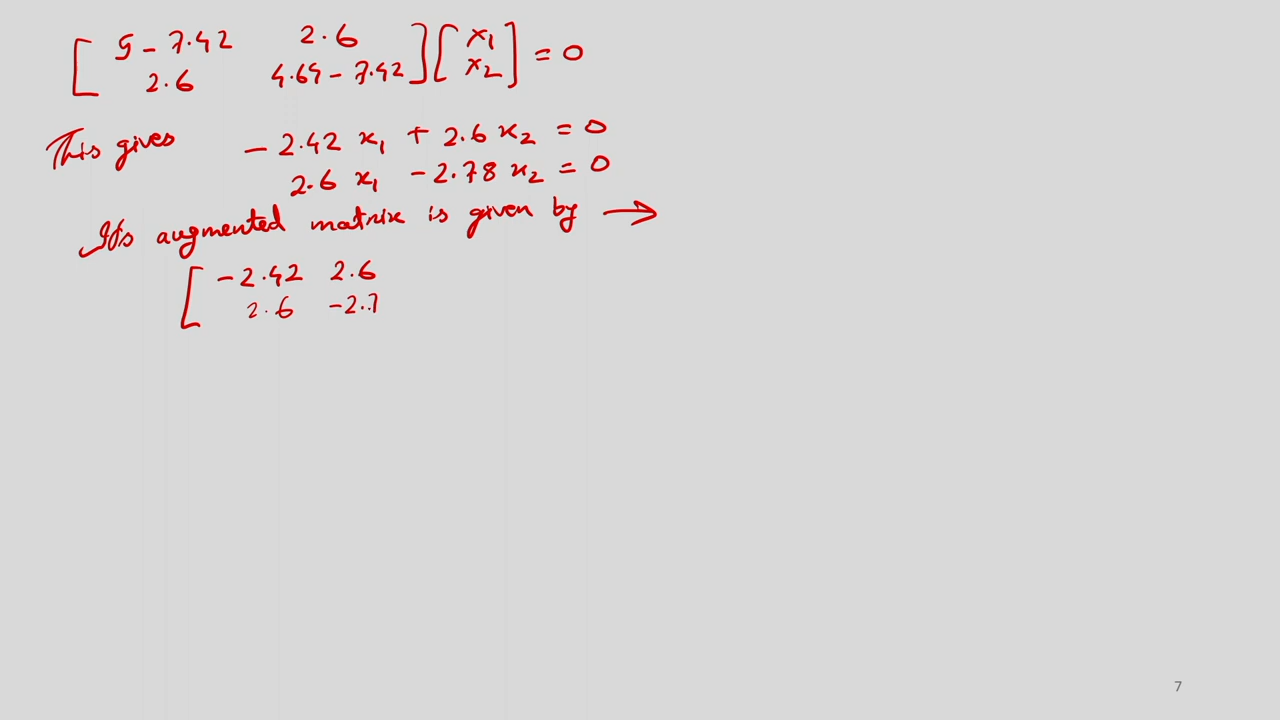 [ 5 - 7.42 2.6 ] [ x1 ] = 0
[ 2.6 4.64 - 7.42 ] [ x2 ]
This gives - 2.42 x1 + 2.6 x2 = 0
2.6 x1 - 2.78 x2 = 0
It's augmented matrix is given by →
[ -2.42 2.6
2.6 -2.7
7